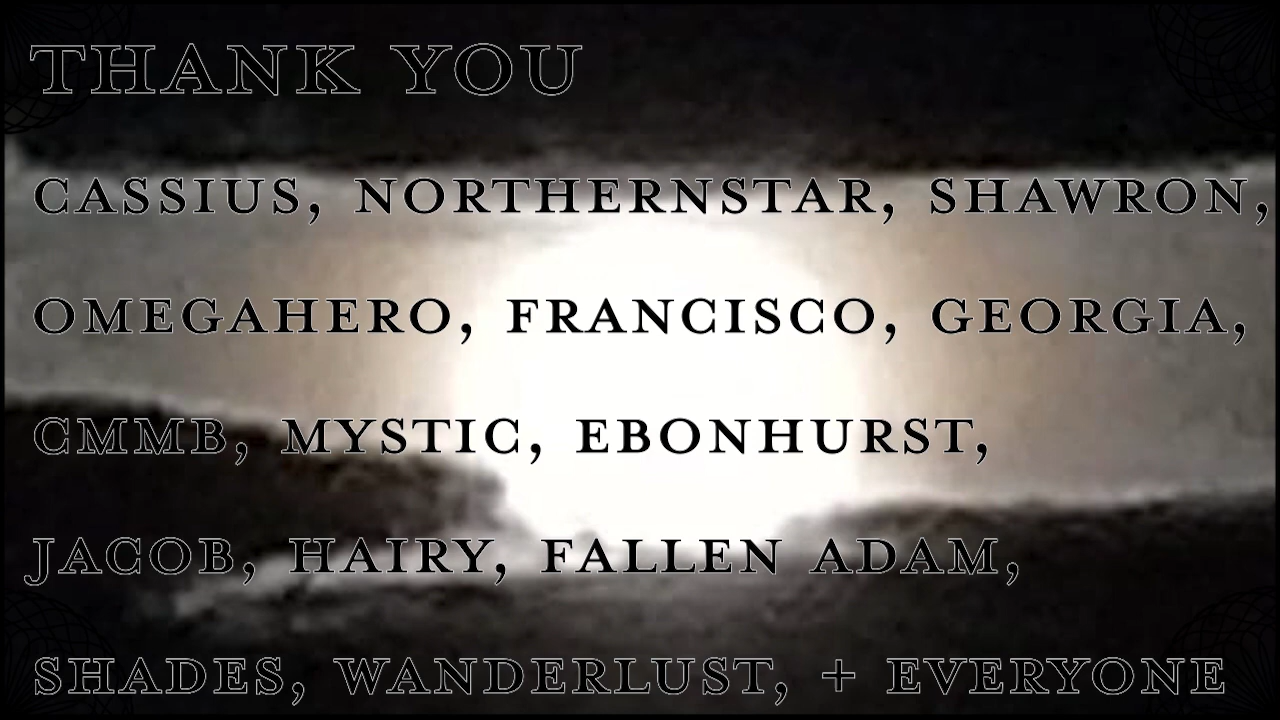 THANK YOU
CASSIUS, NORTHERNSTAR, SHAWRON,
OMEGAHERO, FRANCISCO, GEORGIA,
CMMB, MYSTIC, EBONHURST,
JACOB, HAIRY, FALLEN ADAM,
SHADES, WANDERLUST, + EVERYONE